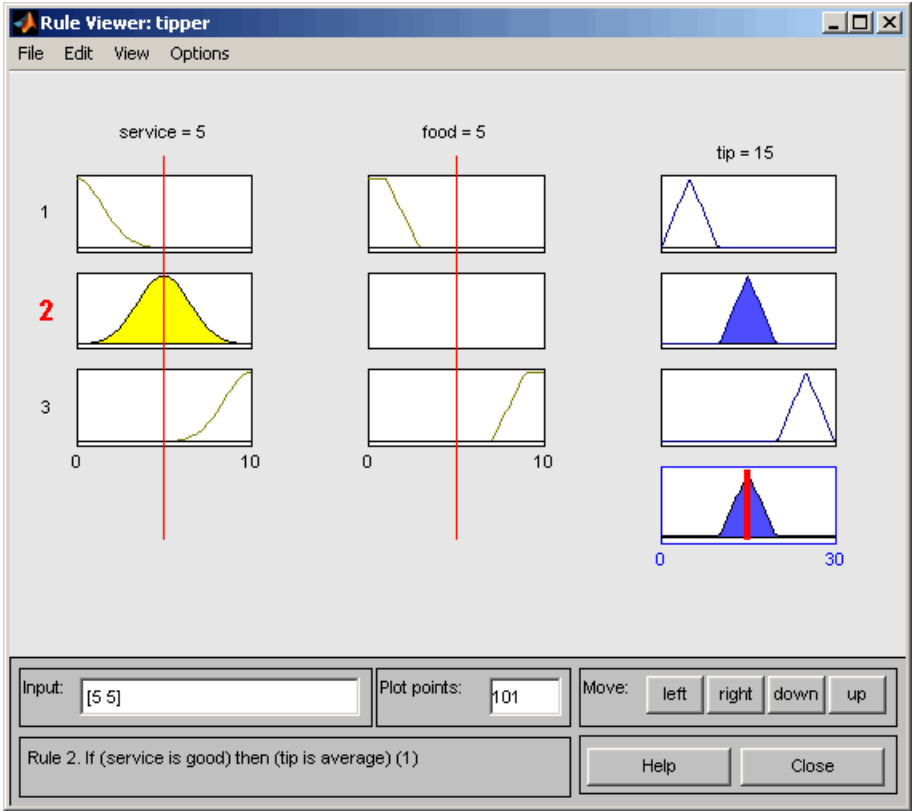 Rule Viewer: tipper
File Edit View Options
service = 5 food = 5
tip = 15
1
2
3
0 10 0 10
0 30
Input: [5 5] Plot points: 101 Move: left right down up
Rule 2. If (service is good) then (tip is average) (1) Help Close